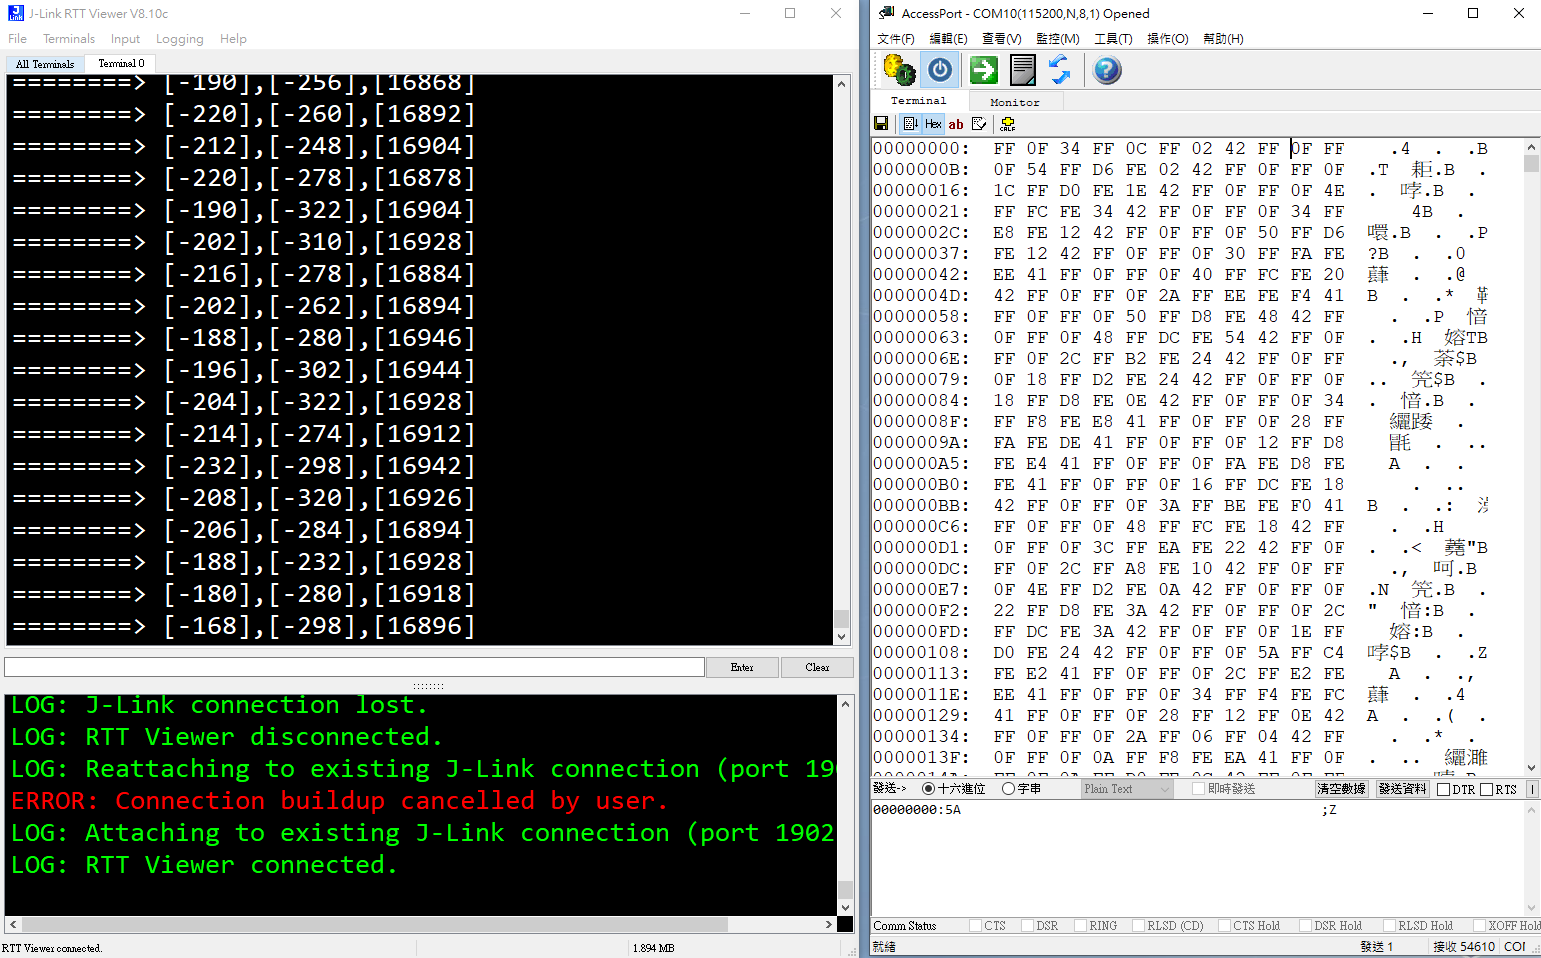 J-Link RTT Viewer V8.10c
File Terminals Input Logging Help
All Terminals Terminal 0
========> [-190],[-256],[16868]
========> [-220],[-260],[16892]
========> [-212],[-248],[16904]
========> [-220],[-278],[16878]
========> [-190],[-322],[16904]
========> [-202],[-310],[16928]
========> [-216],[-278],[16884]
========> [-202],[-262],[16894]
========> [-188],[-280],[16946]
========> [-196],[-302],[16944]
========> [-204],[-322],[16928]
========> [-214],[-274],[16912]
========> [-232],[-298],[16942]
========> [-208],[-320],[16926]
========> [-206],[-284],[16894]
========> [-188],[-232],[16928]
========> [-180],[-280],[16918]
========> [-168],[-298],[16896]
Enter Clear
LOG: J-Link connection lost.
LOG: RTT Viewer disconnected.
LOG: Reattaching to existing J-Link connection (port 190
ERROR: Connection buildup cancelled by user.
LOG: Attaching to existing J-Link connection (port 1902
LOG: RTT Viewer connected.
RTT Viewer connected. 1.894 MB
AccessPort - COM10(115200,N,8,1) Opened
文件(F) 編輯(E) 查看(V) 監控(M) 工具(T) 操作(O) 幫助(H)
Terminal Monitor
Hex ab
00000000: FF 0F 34 FF 0C FF 02 42 FF 0F FF .4 . .B
0000000B: 0F 54 FF D6 FE 02 42 FF 0F FF 0F .T 耟.B .
00000016: 1C FF D0 FE 1E 42 FF 0F FF 0F 4E . 哱.B .
00000021: FF FC FE 34 42 FF 0F FF 0F 34 FF 4B .
0000002C: E8 FE 12 42 FF 0F FF 0F 50 FF D6 噮.B . .P
00000037: FE 12 42 FF 0F FF 0F 30 FF FA FE ?B . .0
00000042: EE 41 FF 0F FF 0F 40 FF FC FE 20 . .@
0000004D: 42 FF 0F FF 0F 2A FF EE FE F4 41 B . .*
00000058: FF 0F FF 0F 50 FF D8 FE 48 42 FF . .P 愔
00000063: 0F FF 0F 48 FF DC FE 54 42 FF 0F . .H 嫆TB
0000006E: FF 0F 2C FF B2 FE 24 42 FF 0F FF ., 荼$B
00000079: 0F 18 FF D2 FE 24 42 FF 0F FF 0F .. 筅$B .
00000084: 18 FF D8 FE 0E 42 FF 0F FF 0F 34 . 愔.B .
0000008F: FF F8 FE E8 41 FF 0F FF 0F 28 FF .
0000009A: FA FE DE 41 FF 0F FF 0F 12 FF D8 . ..
000000A5: FE E4 41 FF 0F FF 0F FA FE D8 FE A . .
000000B0: FE 41 FF 0F FF 0F 16 FF DC FE 18 . ..
000000BB: 42 FF 0F FF 0F 3A FF BE FE F0 41 B . .:
000000C6: FF 0F FF 0F 48 FF FC FE 18 42 FF . .H
000000D1: 0F FF 0F 3C FF EA FE 22 42 FF 0F . .< "B
000000DC: FF 0F 2C FF A8 FE 10 42 FF 0F FF ., 呵.B
000000E7: 0F 4E FF D2 FE 0A 42 FF 0F FF 0F .N 筅.B .
000000F2: 22 FF D8 FE 3A 42 FF 0F FF 0F 2C " 愔:B .
000000FD: FF DC FE 3A 42 FF 0F FF 0F 1E FF 嫆:B .
00000108: D0 FE 24 42 FF 0F FF 0F 5A FF C4 哱$B . .Z
00000113: FE E2 41 FF 0F FF 0F 2C FF E2 FE A . .,
0000011E: EE 41 FF 0F FF 0F 34 FF F4 FE FC . .4
00000129: 41 FF 0F FF 0F 28 FF 12 FF 0E 42 A . .( .
00000134: FF 0F FF 0F 2A FF 06 FF 04 42 FF . .* .
0000013F: 0F FF 0F 0A FF F8 FE EA 41 FF 0F . ..
發送-> 十六進位 字串 Plain Text 即時發送 清空數據 發送資料 DTR RTS
00000000:5A ;Z
Comm Status CTS DSR RING RLSD (CD) CTS Hold DSR Hold RLSD Hold XOFF Hold
就緒 發送 1 接收 54610 COM